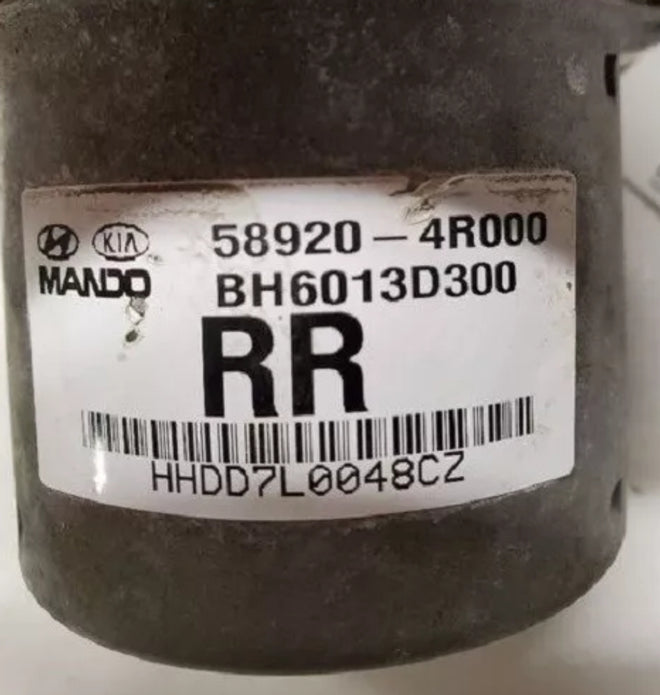 KIA 58920-4R000
MANDO BH6013D300
RR
HHDD7L0048CZ